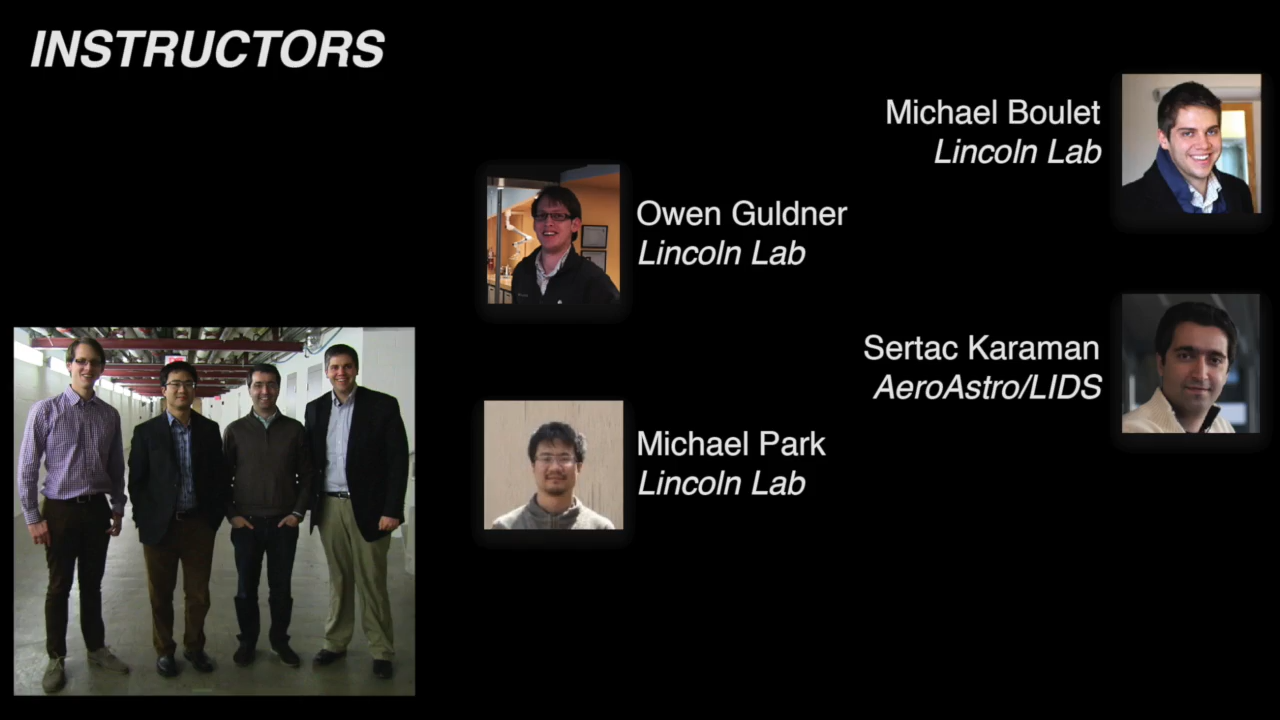 INSTRUCTORS
Michael Boulet
Lincoln Lab
Owen Guldner
Lincoln Lab
Sertac Karaman
AeroAstro/LIDS
Michael Park
Lincoln Lab